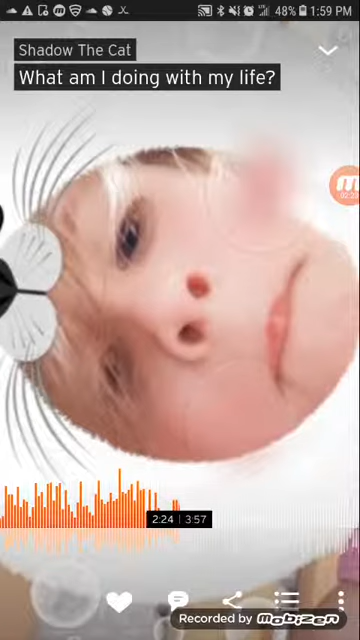 48% 1:59 PM
Shadow The Cat
What am I doing with my life?
2:24 | 3:57
Recorded by Mobizen